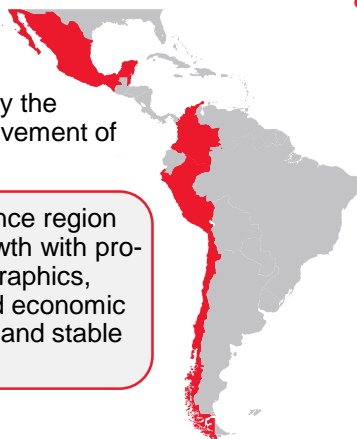 y the
vement of
nce region
wth with pro-
raphics,
d economic
and stable